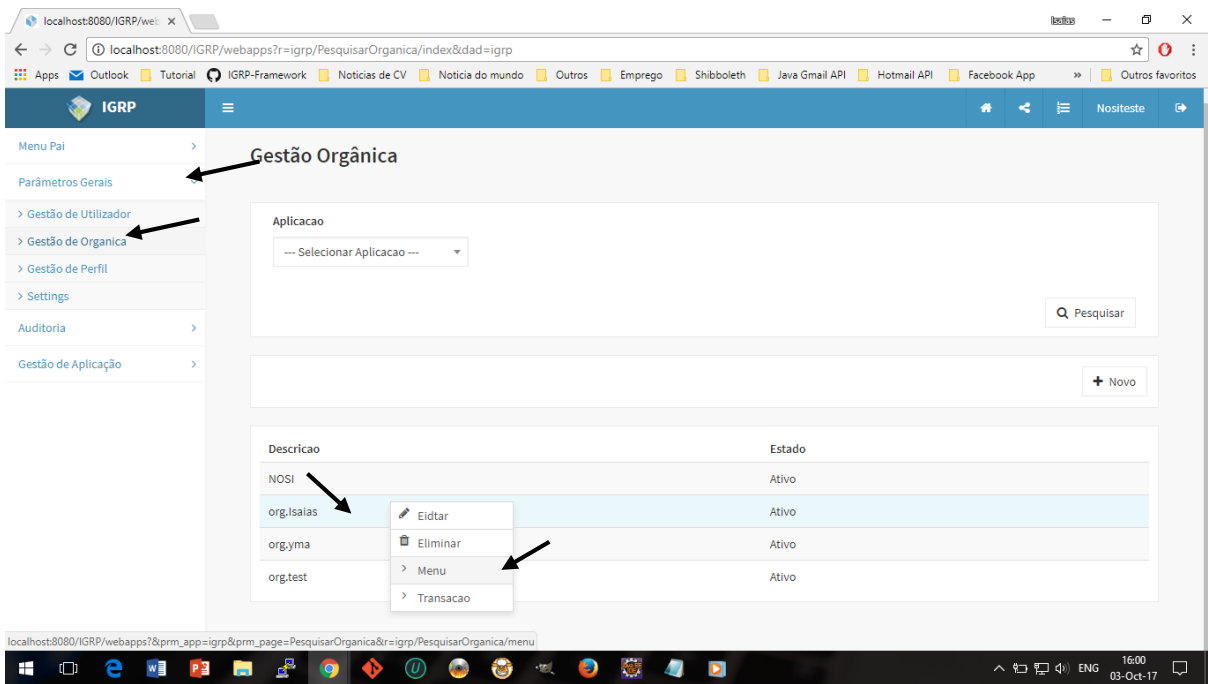 localhost:8080/IGRP/web
Isaias
localhost:8080/IGRP/webapps?r=igrp/PesquisarOrganica/index&dad=igrp
Apps Outlook Tutorial IGRP-Framework Noticias de CV Noticia do mundo Outros Emprego Shibboleth Java Gmail API Hotmail API Facebook App » Outros favoritos
IGRP
Nositeste
Menu Pai
Parâmetros Gerais
Gestão de Utilizador
Gestão de Organica
Gestão de Perfil
Settings
Auditoria
Gestão de Aplicação
Gestão Orgânica
Aplicacao
--- Selecionar Aplicacao ---
Pesquisar
Novo
Descricao Estado
NOSI Ativo
org.Isaias Ativo
org.yma Ativo
org.test Ativo
Eidtar
Eliminar
Menu
Transacao
localhost:8080/IGRP/webapps?&prm_app=igrp&prm_page=PesquisarOrganica&r=igrp/PesquisarOrganica/menu
ENG
16:00
03-Oct-17